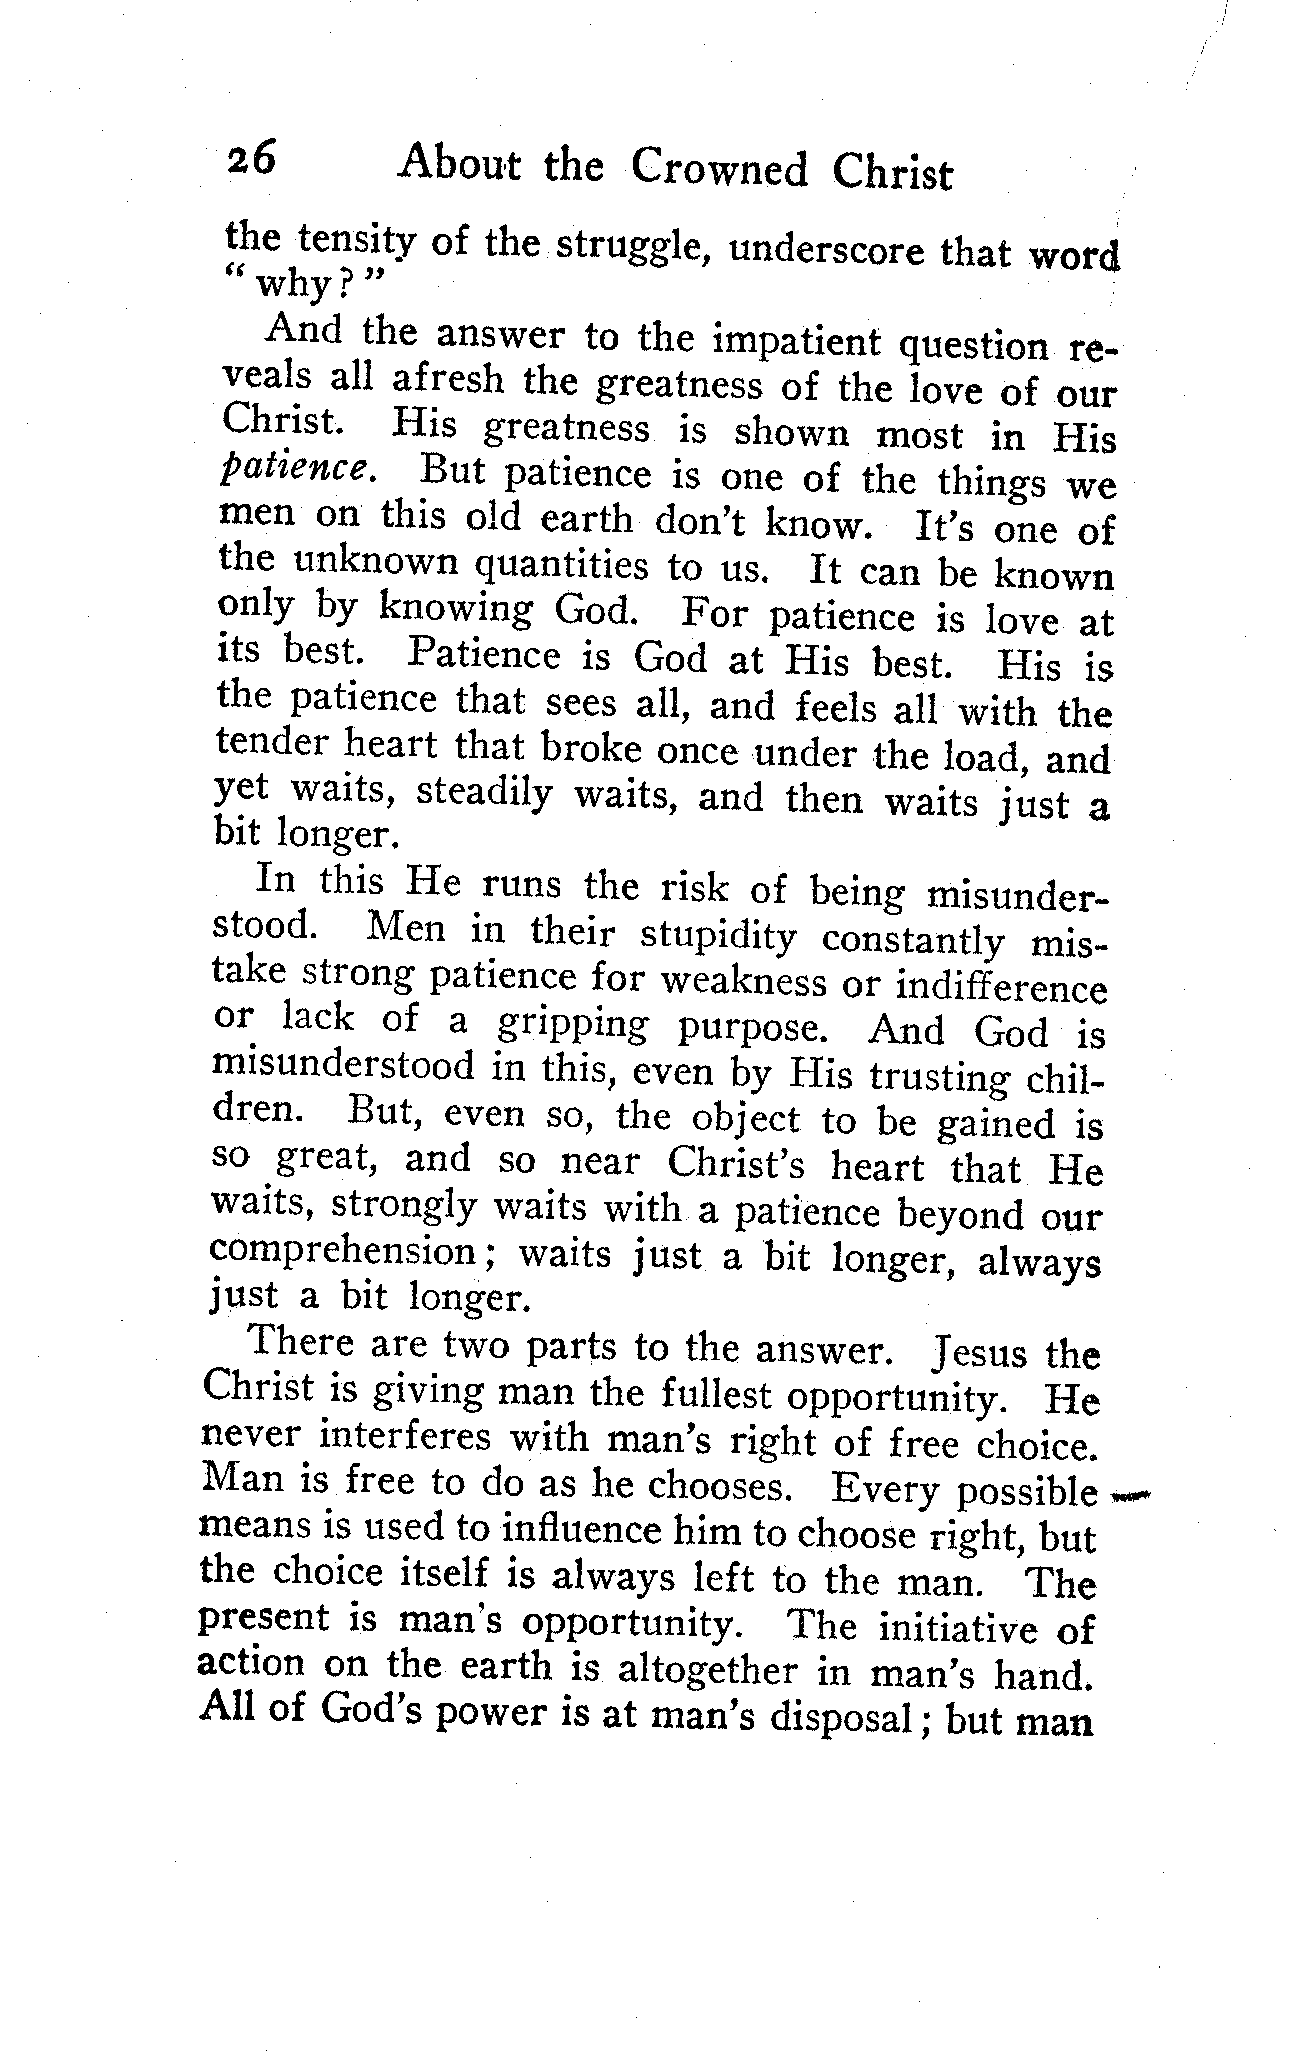 26 About the Crowned Christ
the tensity of the struggle, underscore that word
“why?”
And the answer to the impatient question re-
veals all afresh the greatness of the love of our
Christ. His greatness is shown most in His
patience. But patience is one of the things we
men on this old earth don't know. It's one of
the unknown quantities to us. It can be known
only by knowing God. For patience is love at
its best. Patience is God at His best. His is
the patience that sees all, and feels all with the
tender heart that broke once under the load, and
yet waits, steadily waits, and then waits just a
bit longer.
In this He runs the risk of being misunder-
stood. Men in their stupidity constantly mis-
take strong patience for weakness or indifference
or lack of a gripping purpose. And God is
misunderstood in this, even by His trusting chil-
dren. But, even so, the object to be gained is
so great, and so near Christ's heart that He
waits, strongly waits with a patience beyond our
comprehension; waits just a bit longer, always
just a bit longer.
There are two parts to the answer. Jesus the
Christ is giving man the fullest opportunity. He
never interferes with man's right of free choice.
Man is free to do as he chooses. Every possible
means is used to influence him to choose right, but
the choice itself is always left to the man. The
present is man's opportunity. The initiative of
action on the earth is altogether in man's hand.
All of God's power is at man's disposal; but man